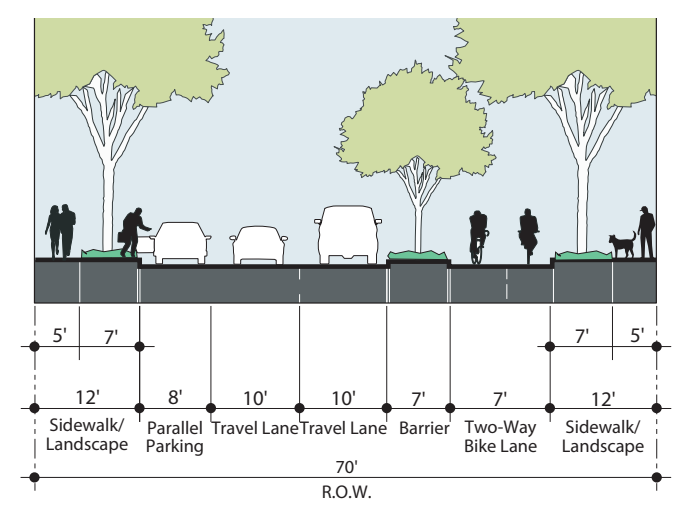 5' 7' 7' 5'
12' 8' 10' 10' 7' 7' 12'
Sidewalk/ Parallel Travel Lane Travel Lane Barrier Two-Way Sidewalk/
Landscape Parking Bike Lane Landscape
70'
R.O.W.